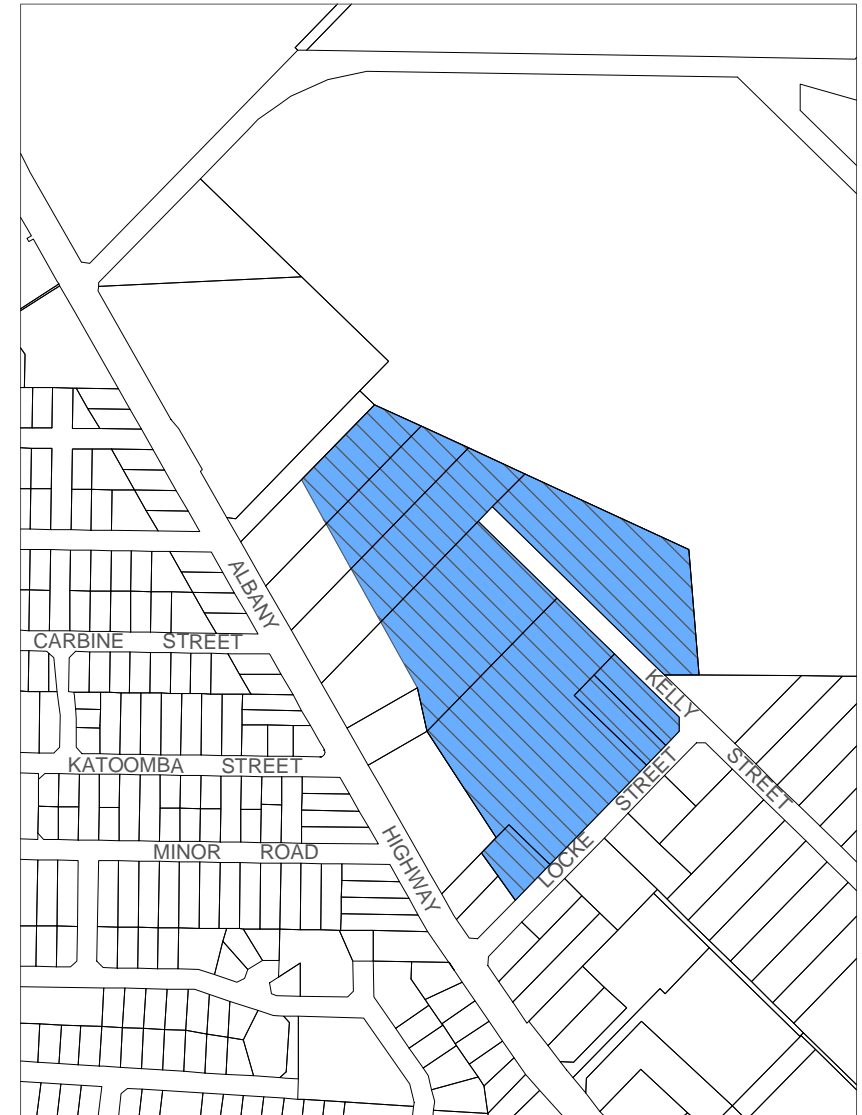 ALBANY
CARBINE STREET
KELLY
KATOOMBA STREET
STREET
STREET
HIGHWAY
MINOR ROAD
LOCKE